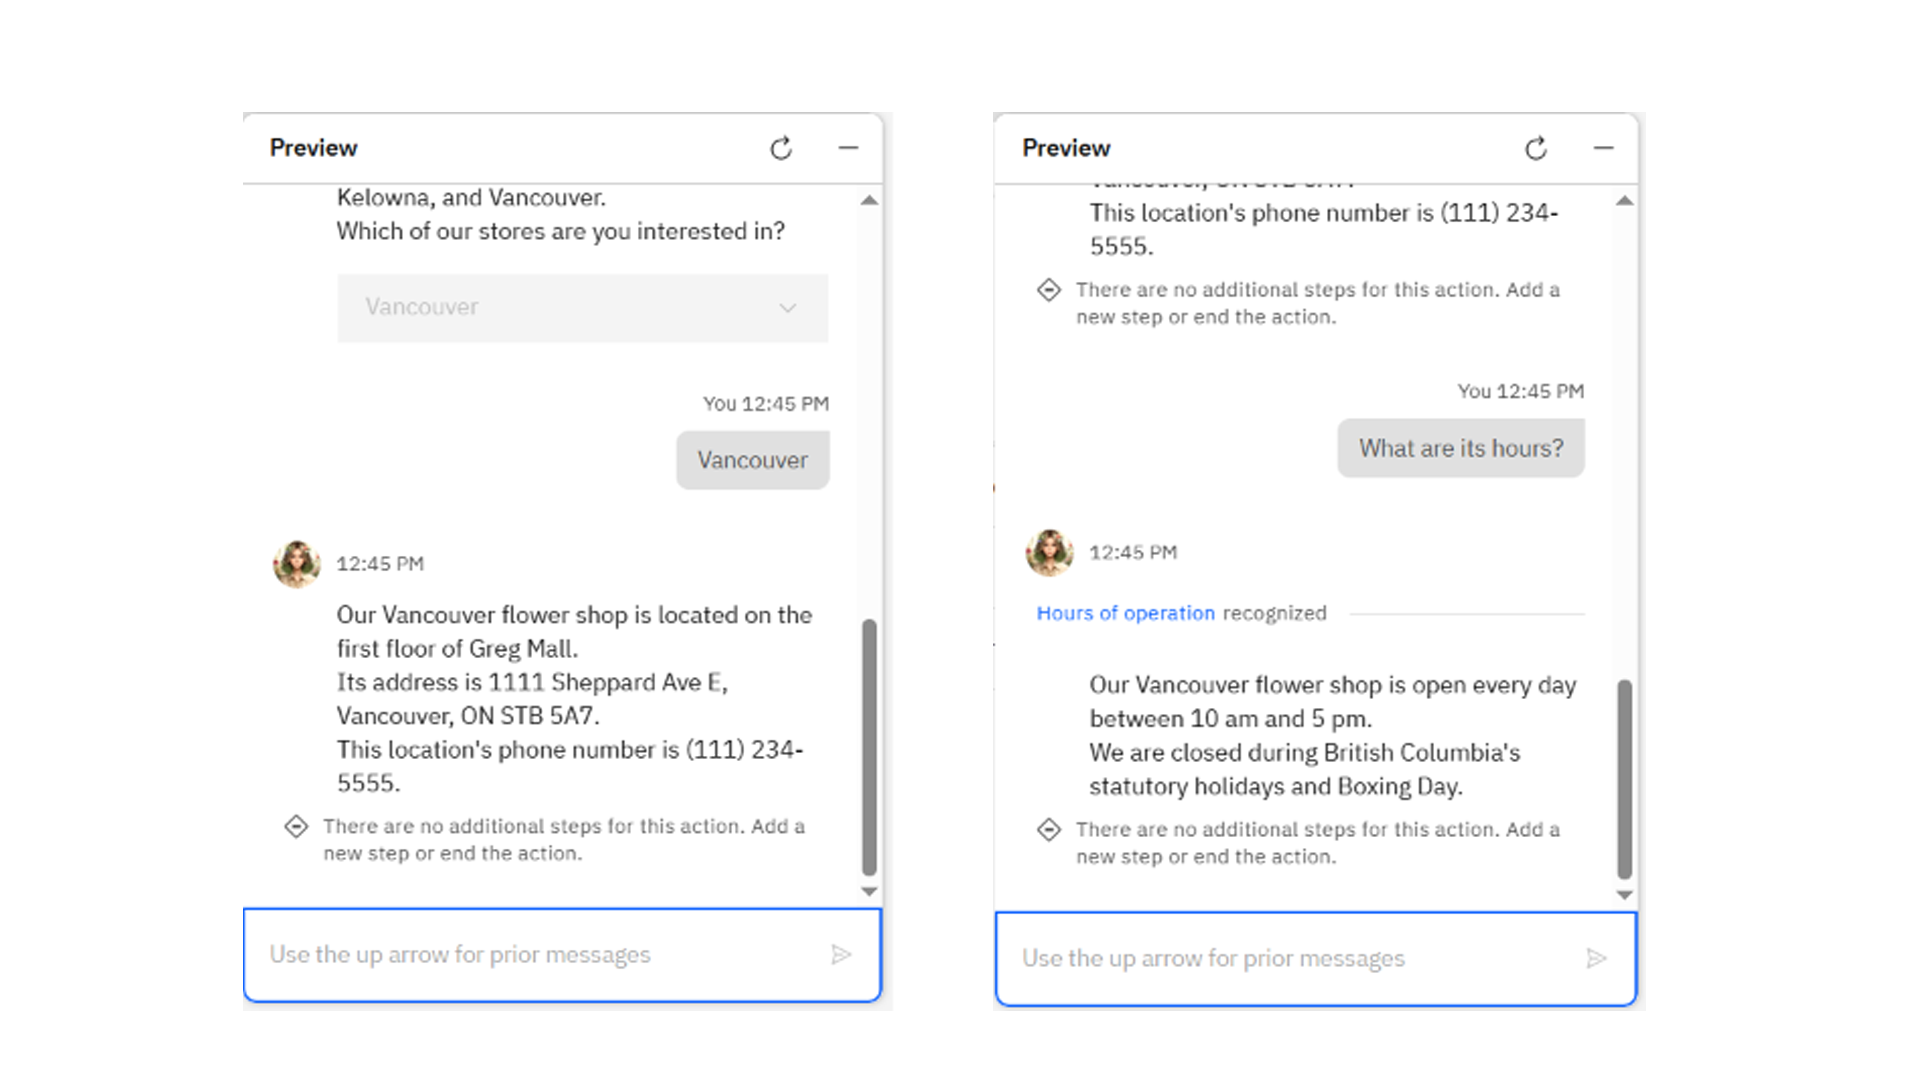 Preview
Kelowna, and Vancouver.
Which of our stores are you interested in?
Vancouver
You 12:45 PM
Vancouver
12:45 PM
Our Vancouver flower shop is located on the
first floor of Greg Mall.
Its address is 1111 Sheppard Ave E,
Vancouver, ON STB 5A7.
This location's phone number is (111) 234-
5555.
There are no additional steps for this action. Add a
new step or end the action.
Use the up arrow for prior messages
Preview
Vancouver, ON STB 5A7.
This location's phone number is (111) 234-
5555.
There are no additional steps for this action. Add a
new step or end the action.
You 12:45 PM
What are its hours?
12:45 PM
Hours of operation recognized
Our Vancouver flower shop is open every day
between 10 am and 5 pm.
We are closed during British Columbia's
statutory holidays and Boxing Day.
There are no additional steps for this action. Add a
new step or end the action.
Use the up arrow for prior messages